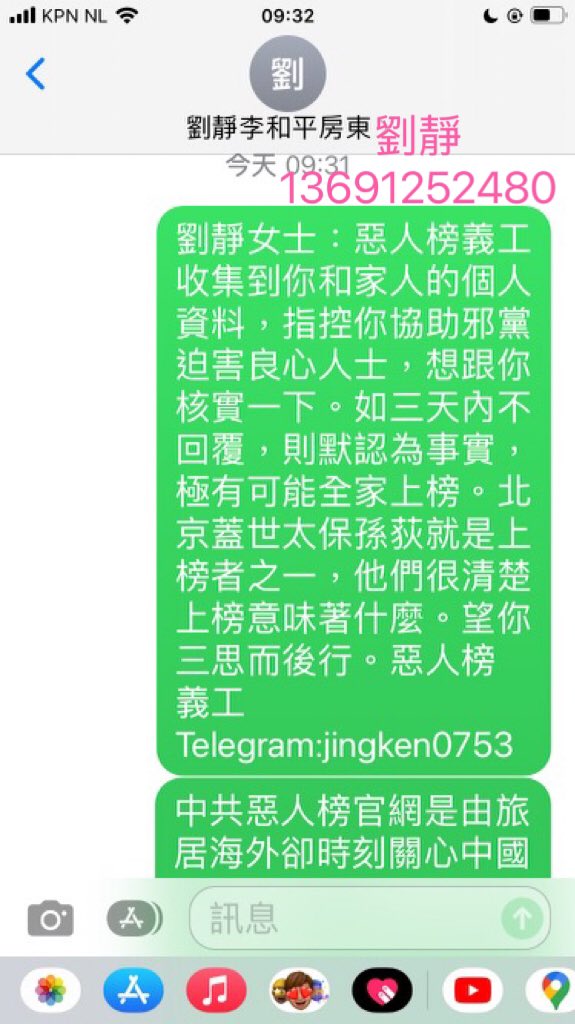 KPN NL
09:32
劉
劉靜李和平房東
劉靜
今天 09:31
13691252480
劉靜女士：惡人榜義工
收集到你和家人的個人
資料，指控你協助邪黨
迫害良心人士，想跟你
核實一下。如三天內不
回覆，則默認為事實，
極有可能全家上榜。北
京蓋世太保孫荻就是上
榜者之一，他們很清楚
上榜意味著什麼。望你
三思而後行。惡人榜
義工
Telegram:jingken0753
中共惡人榜官網是由旅
居海外卻時刻關心中國
訊息